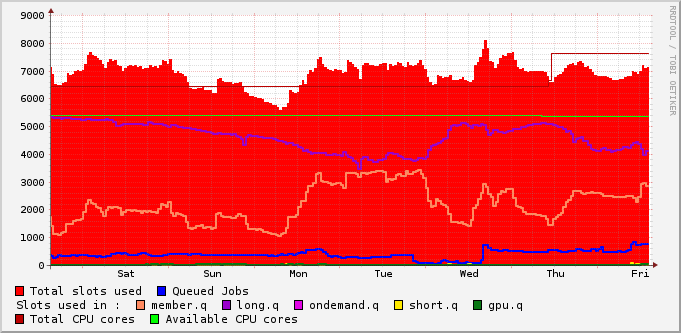 9000
8000
7000
6000
5000
4000
3000
2000
1000
0
Sat Sun Mon Tue Wed Thu Fri
RRDTOOL / TOBI OETIKER
Total slots used Queued Jobs
Slots used in : member.q long.q ondemand.q short.q gpu.q
Total CPU cores Available CPU cores